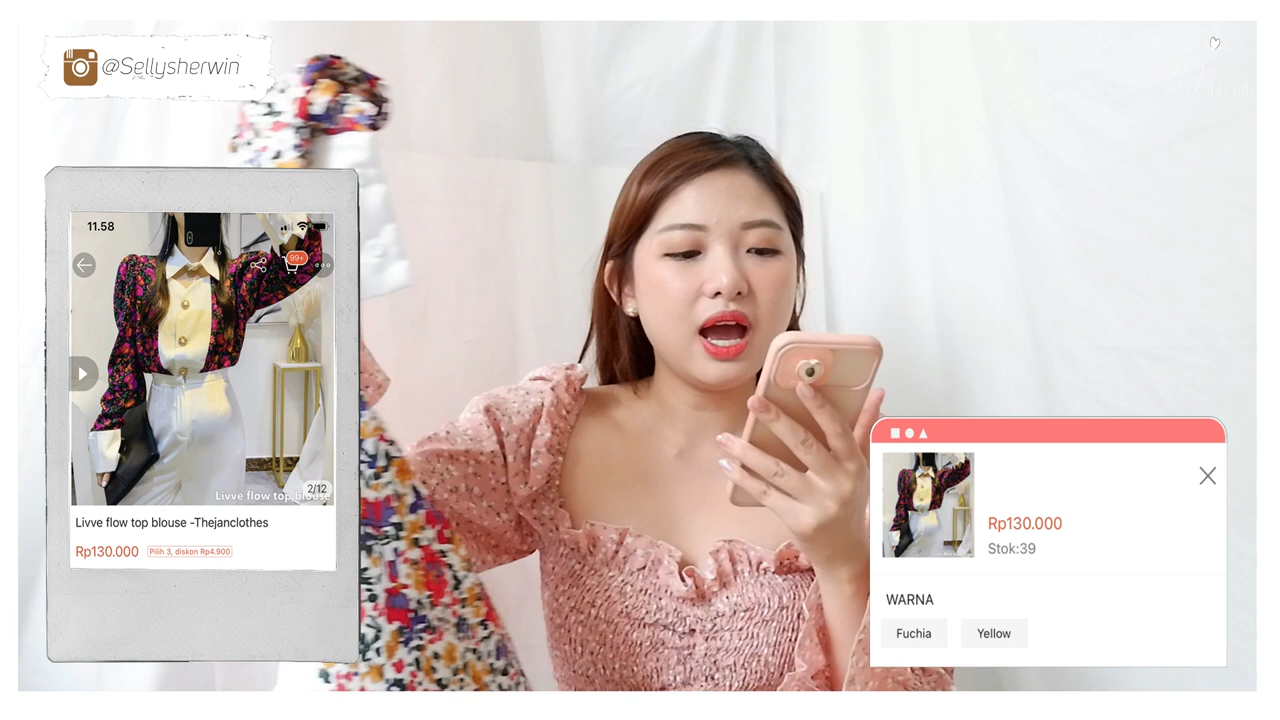 @Sellysherwin
11.58
99+
2/12
Livve flow top blouse
Livve flow top blouse -Thejanclothes
Rp130.000
Pilih 3, diskon Rp4.900
Rp130.000
Stok:39
WARNA
Fuchia
Yellow